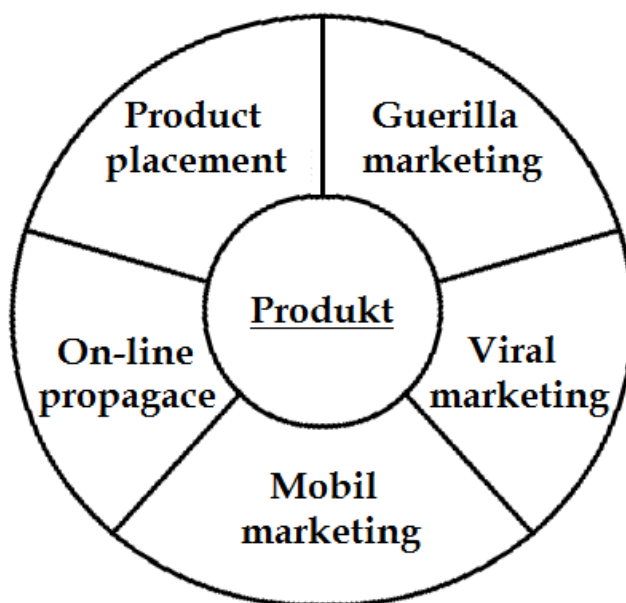 Product
placement
Guerilla
marketing
Produkt
On-line
propagace
Viral
marketing
Mobil
marketing